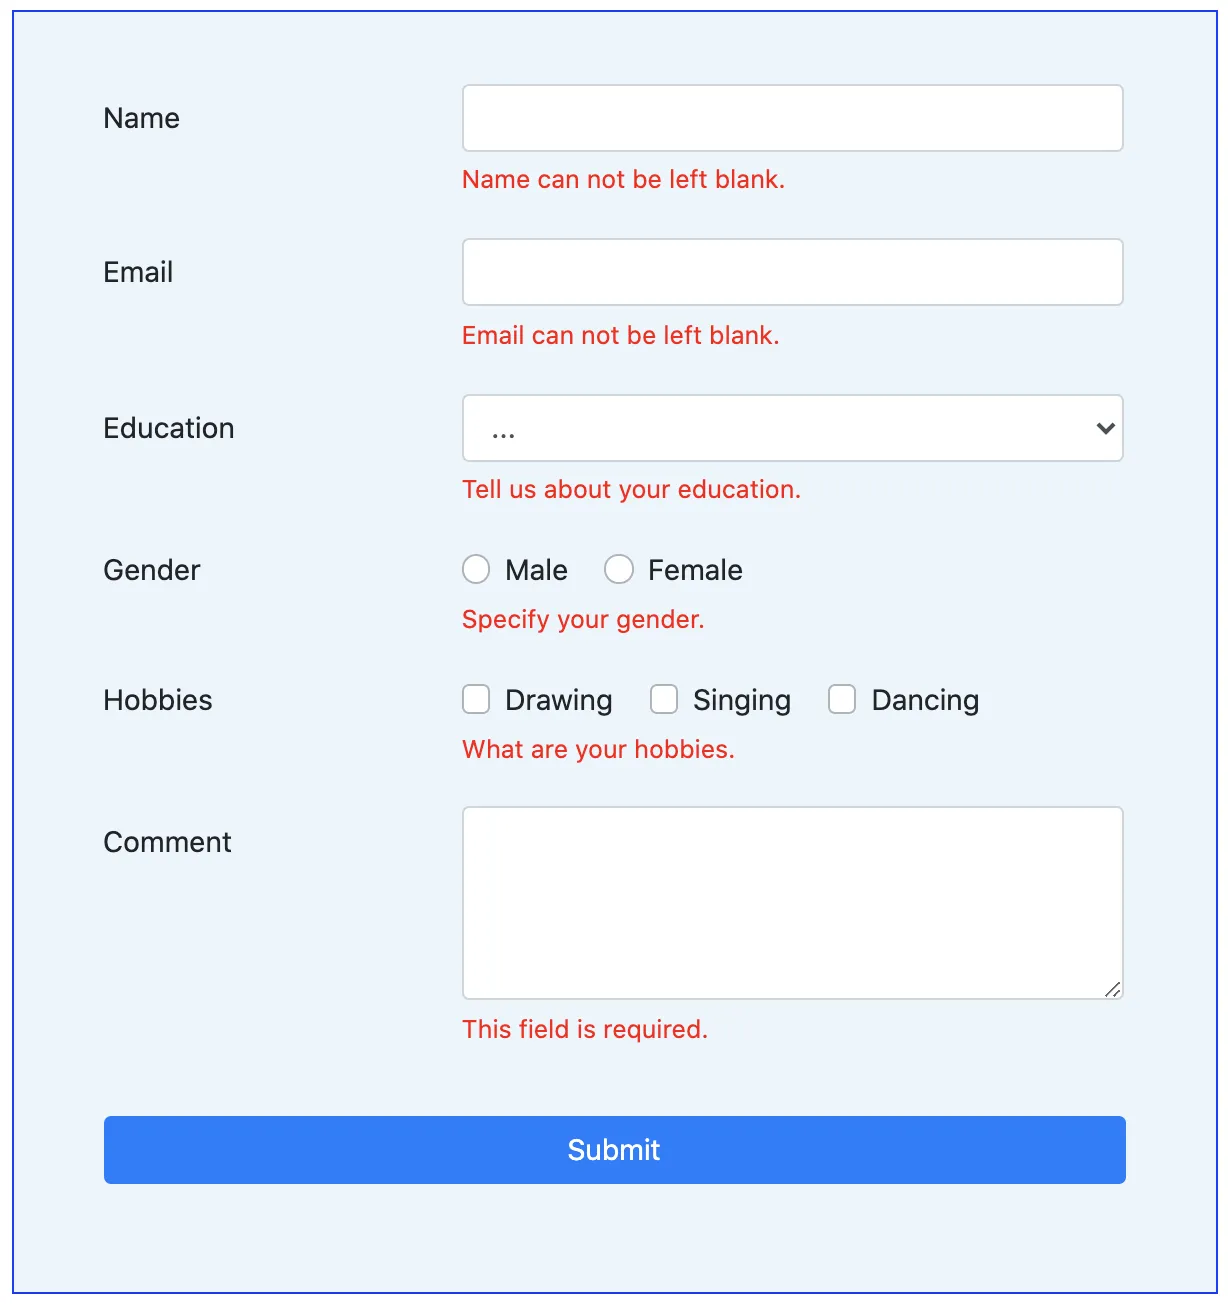 Name
Name can not be left blank.
Email
Email can not be left blank.
Education
...
Tell us about your education.
Gender
Male Female
Specify your gender.
Hobbies
Drawing Singing Dancing
What are your hobbies.
Comment
This field is required.
Submit